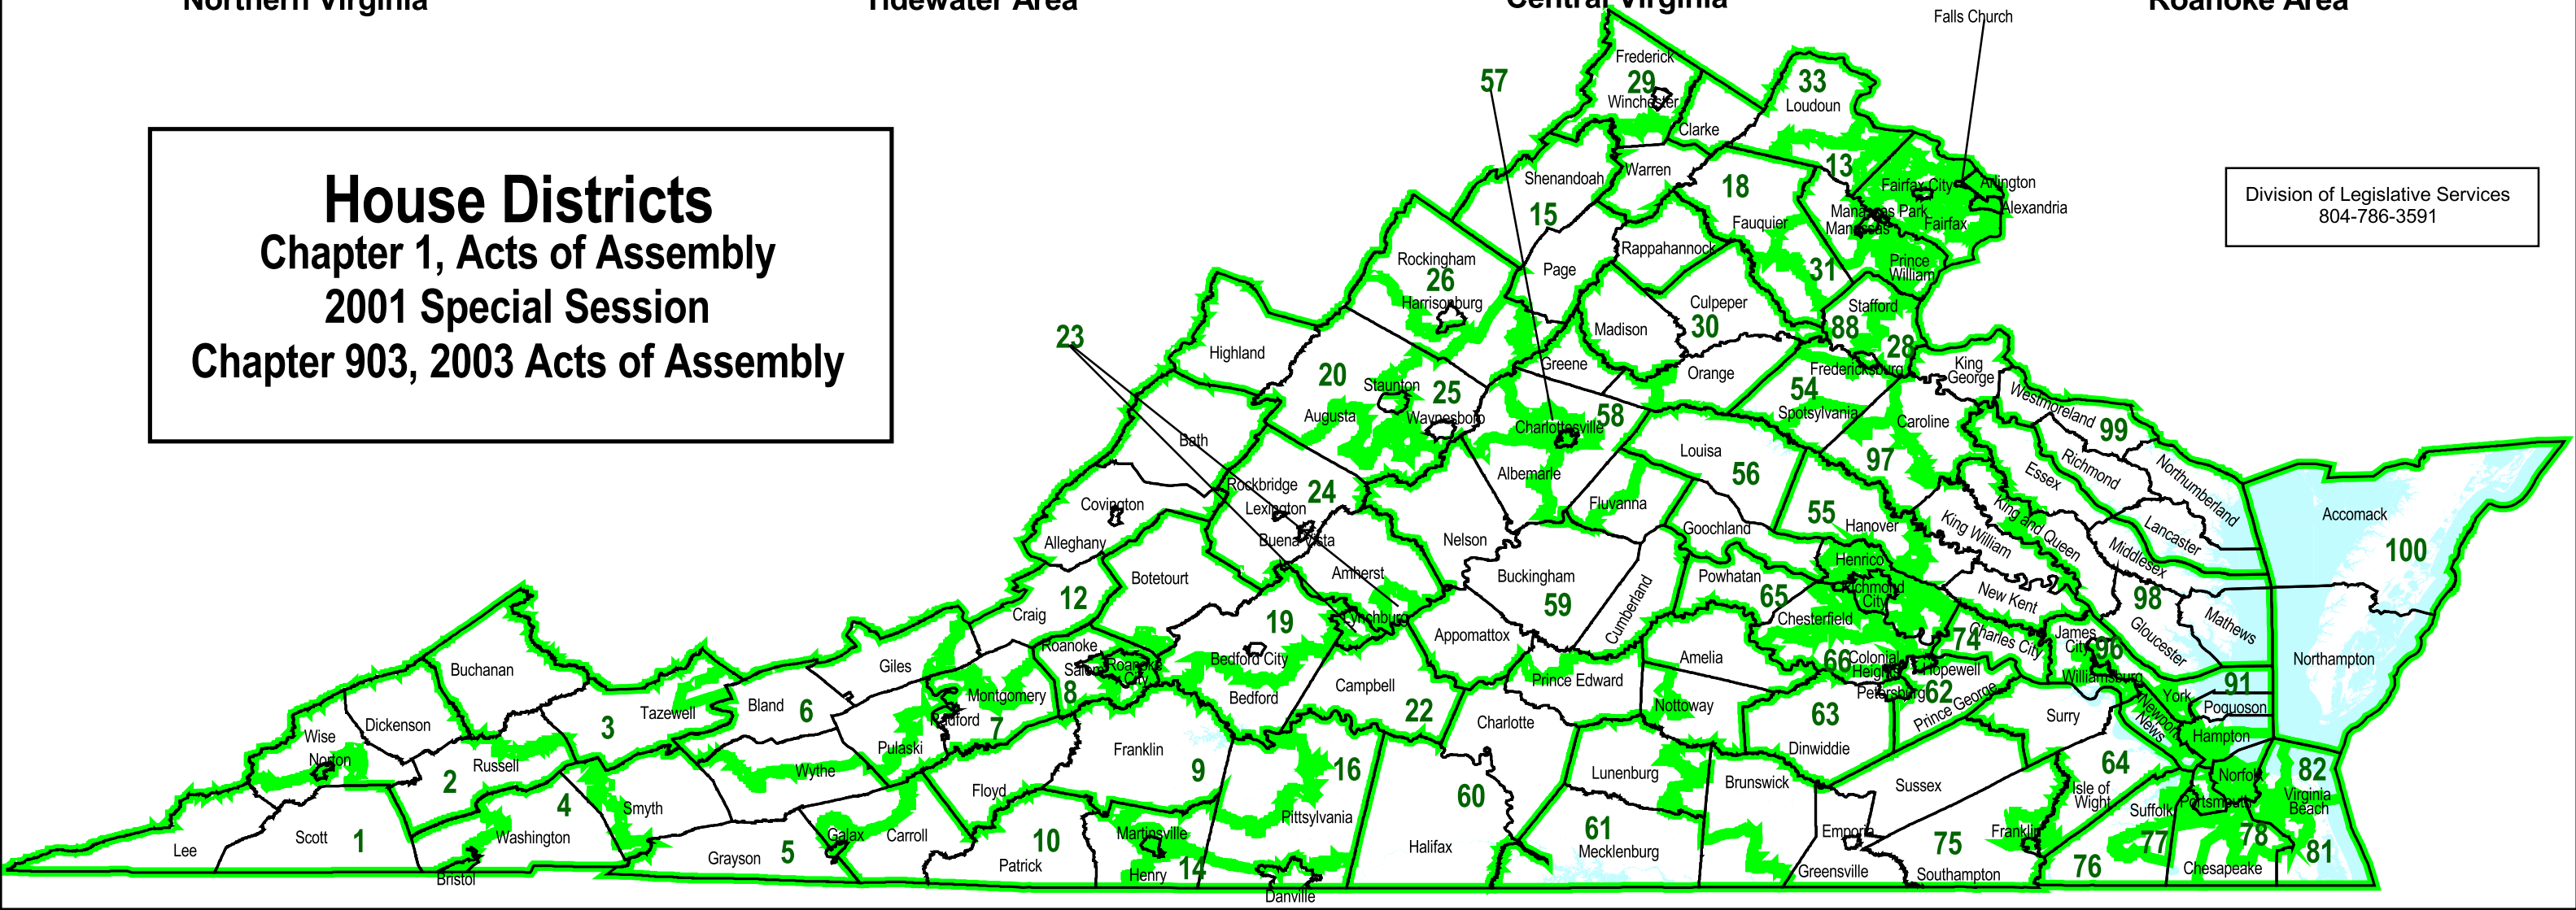 Northern Virginia
Tidewater Area
Central Virginia
Roanoke Area
House Districts
Chapter 1, Acts of Assembly
2001 Special Session
Chapter 903, 2003 Acts of Assembly
Division of Legislative Services
804-786-3591
Falls Church
Frederick
29
Winchester
57
33
Loudoun
Clarke
Warren
Shenandoah
15
18
Fauquier
13
Fairfax City
Arlington
Alexandria
Manassas Park
Manassas
Fairfax
Prince
William
31
Rappahannock
Page
Rockingham
26
Harrisonburg
Culpeper
30
Madison
Stafford
88
28
Fredericksburg
King
George
Highland
23
20
Staunton
25
Augusta
Waynesboro
Greene
Orange
54
Spotsylvania
Charlottesville
58
Caroline
Westmoreland
99
Bath
Louisa
56
97
Albemarle
Essex
Richmond
Northumberland
Rockbridge
24
Lexington
Covington
Buena Vista
Alleghany
Fluvanna
Goochland
55
Hanover
King William
King and Queen
Lancaster
Middlesex
Accomack
100
Nelson
Amherst
Buckingham
59
Cumberland
Powhatan
65
Henrico
Richmond
City
Chesterfield
New Kent
98
Gloucester
Mathews
Botetourt
12
Craig
19
Lynchburg
Appomattox
Roanoke
Salem
Roanoke
City
8
Bedford City
Bedford
Campbell
22
Prince Edward
Amelia
66
Colonial
Heights
Hopewell
Petersburg
62
Prince George
74
Charles City
James
City
96
Williamsburg
York
91
Poquoson
Newport
News
Hampton
Northampton
Buchanan
Dickenson
Wise
Norton
3
Tazewell
Bland
6
Giles
Montgomery
Radford
7
Pulaski
Wythe
Russell
2
4
Washington
Smyth
Scott
1
Lee
Bristol
Grayson
5
Galax
Carroll
Floyd
Franklin
9
10
Patrick
Martinsville
Henry
14
Danville
16
Pittsylvania
Charlotte
60
Halifax
Nottoway
Lunenburg
61
Mecklenburg
63
Dinwiddie
Brunswick
Sussex
Surry
Emporia
Greensville
75
Southampton
Franklin
64
Isle of
Wight
Suffolk
76
77
Norfolk
Portsmouth
78
Chesapeake
82
Virginia
Beach
81